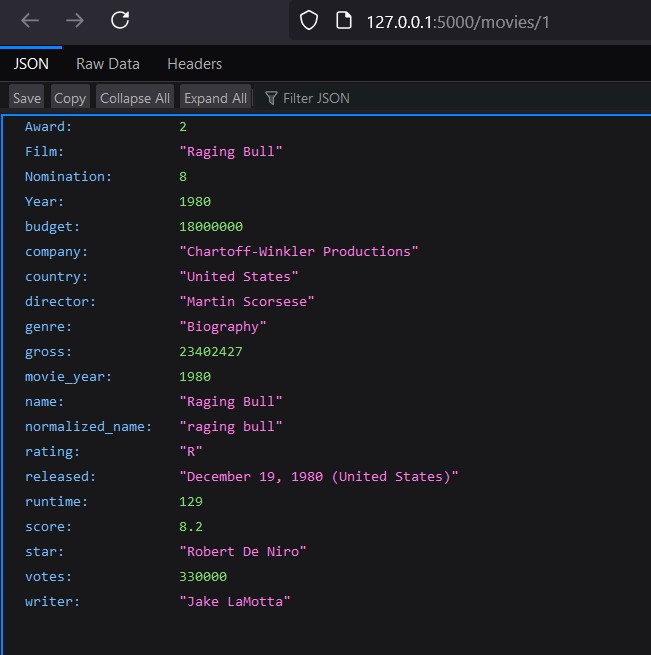 127.0.0.1:5000/movies/1
JSON Raw Data Headers
Save Copy Collapse All Expand All Filter JSON
Award: 2
Film: "Raging Bull"
Nomination: 8
Year: 1980
budget: 18000000
company: "Chartoff-Winkler Productions"
country: "United States"
director: "Martin Scorsese"
genre: "Biography"
gross: 23402427
movie_year: 1980
name: "Raging Bull"
normalized_name: "raging bull"
rating: "R"
released: "December 19, 1980 (United States)"
runtime: 129
score: 8.2
star: "Robert De Niro"
votes: 330000
writer: "Jake LaMotta"